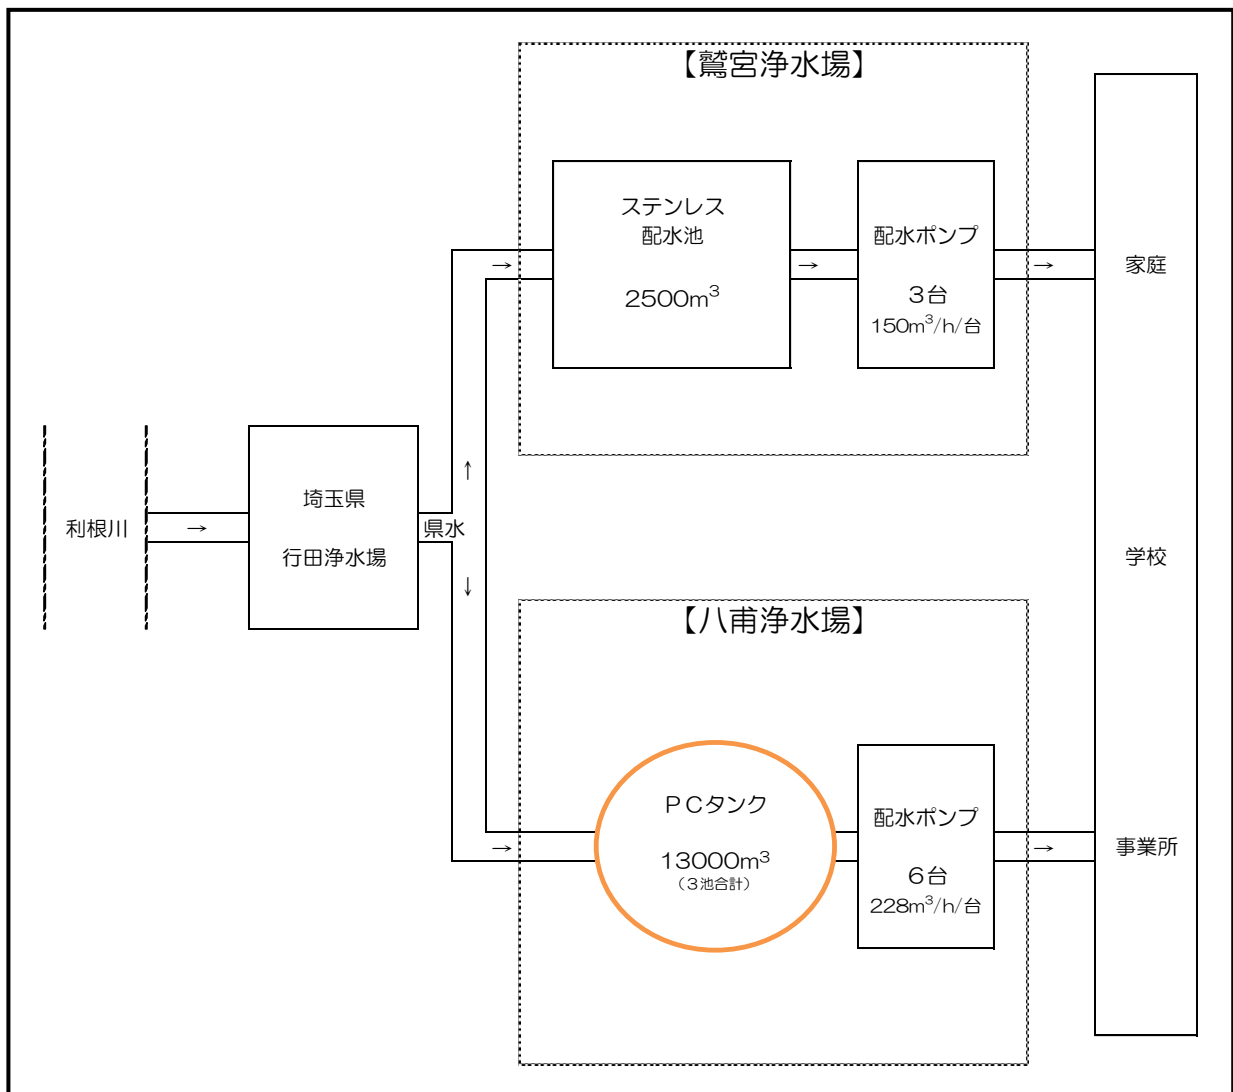 【鷲宮浄水場】
ステンレス
配水池
2500m³
配水ポンプ
3台
150m³/h/台
→
→
→
家庭
利根川
→
埼玉県
行田浄水場
県水
↑
↓
学校
【八甫浄水場】
PCタンク
13000m³
（3池合計）
配水ポンプ
6台
228m³/h/台
→
→
事業所